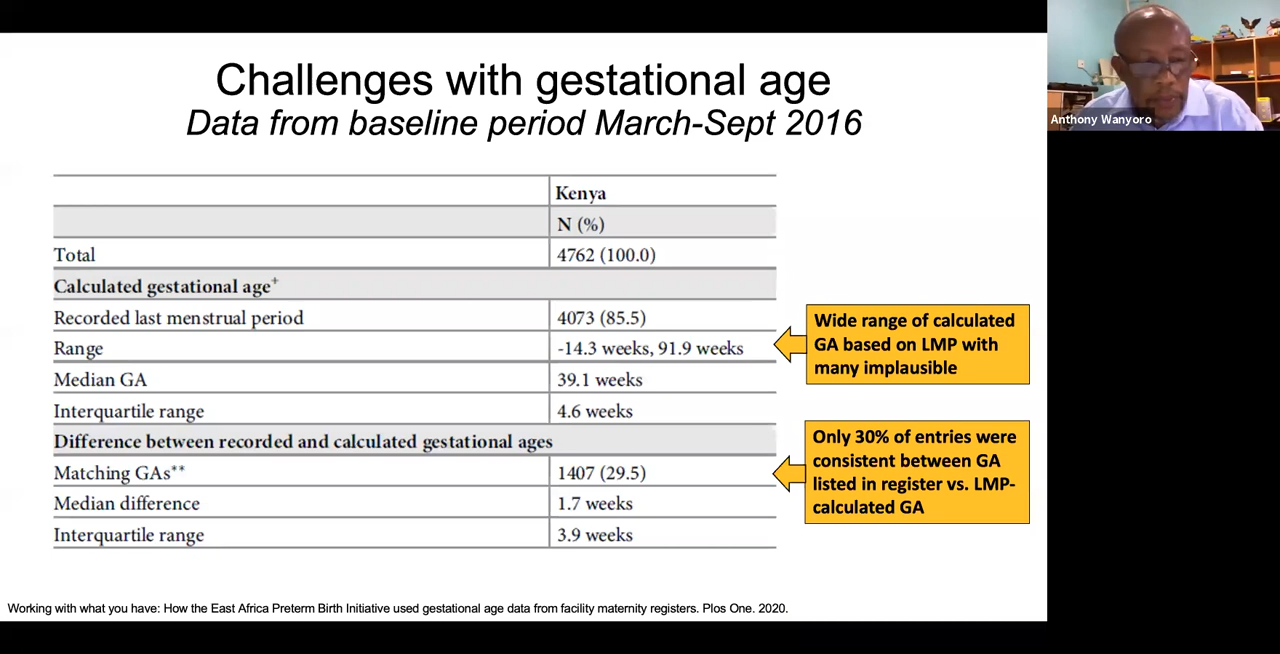 Challenges with gestational age
Data from baseline period March-Sept 2016
Anthony Wanyoro
Kenya
N (%)
Total 4762 (100.0)
Calculated gestational age+
Recorded last menstrual period 4073 (85.5)
Range -14.3 weeks, 91.9 weeks
Median GA 39.1 weeks
Interquartile range 4.6 weeks
Difference between recorded and calculated gestational ages
Matching GAs** 1407 (29.5)
Median difference 1.7 weeks
Interquartile range 3.9 weeks
Wide range of calculated
GA based on LMP with
many implausible
Only 30% of entries were
consistent between GA
listed in register vs. LMP-
calculated GA
Working with what you have: How the East Africa Preterm Birth Initiative used gestational age data from facility maternity registers. Plos One. 2020.